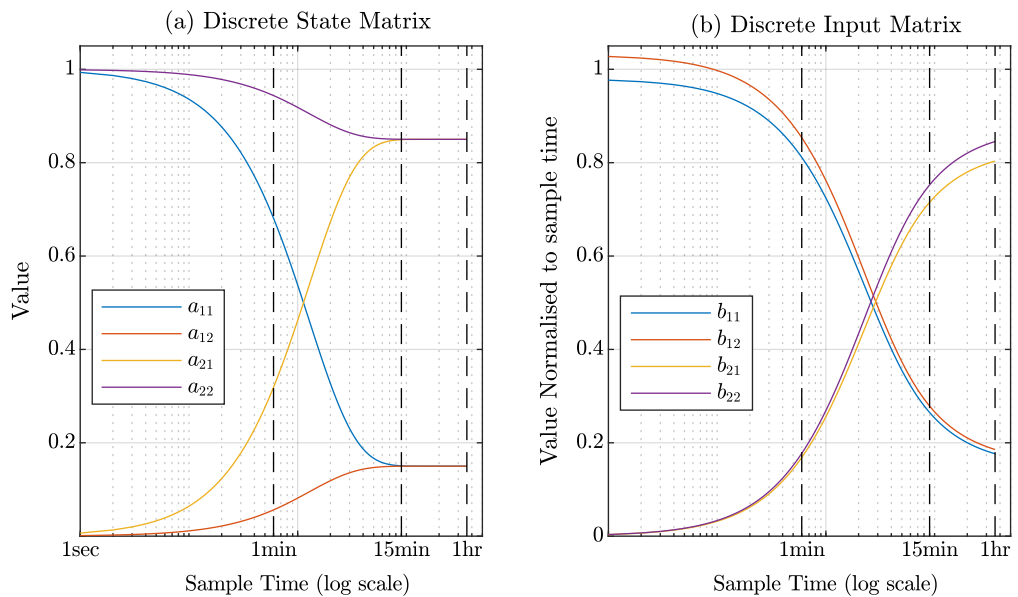 (a) Discrete State Matrix
Value
1
0.8
0.6
0.4
0.2
a11
a12
a21
a22
1sec
1min
15min
1hr
Sample Time (log scale)
(b) Discrete Input Matrix
Value Normalised to sample time
1
0.8
0.6
0.4
0.2
0
b11
b12
b21
b22
1min
15min
1hr
Sample Time (log scale)